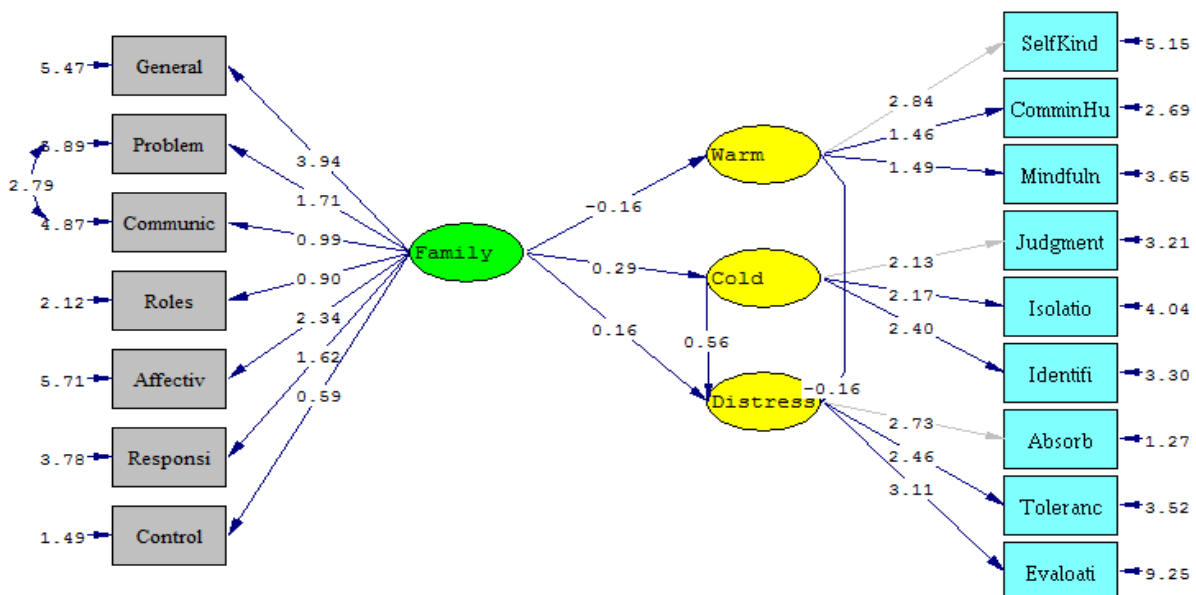 SelfKind
5.15
General
5.47
2.84
ComminHu
2.69
Problem
3.89
3.94
Warm
1.46
1.49
Mindfuln
3.65
2.79
1.71
-0.16
Communic
4.87
0.99
Family
Judgment
3.21
0.29
Cold
2.13
Roles
2.12
0.90
2.17
Isolatio
4.04
2.34
0.16
0.56
2.40
1.62
Identifi
3.30
Affectiv
5.71
0.59
-0.16
Distress
2.73
Absorb
1.27
Responsi
3.78
2.46
3.11
Toleranc
3.52
Control
1.49
Evaloati
9.25